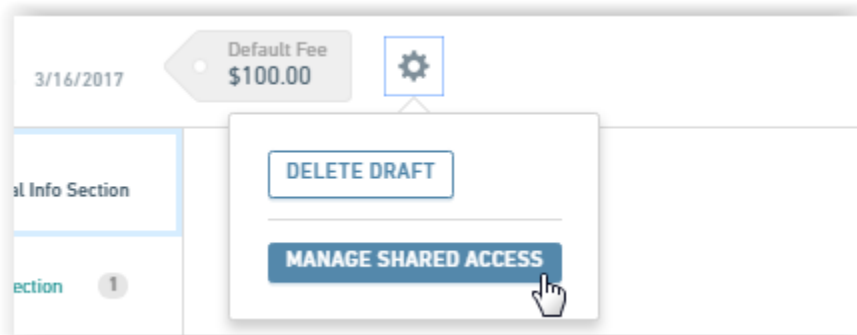 Default Fee
3/16/2017
$100.00
DELETE DRAFT
al Info Section
MANAGE SHARED ACCESS
ection 1